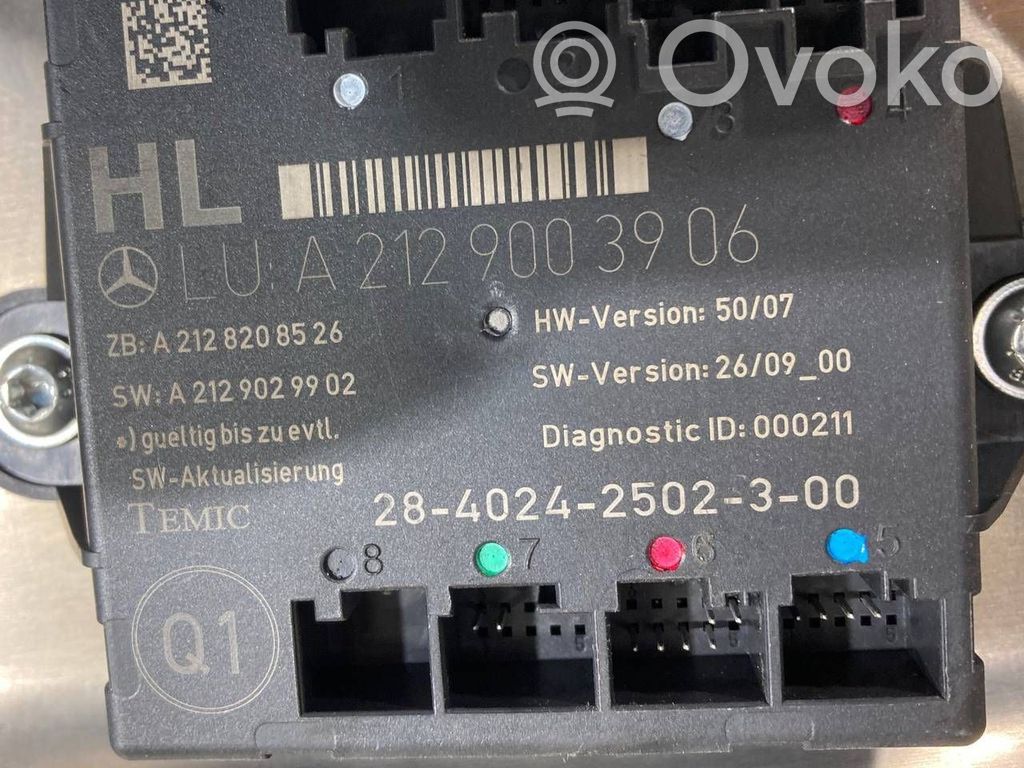 Ovoko
1
3
4
HL
LU: A 212 900 39 06
ZB: A 212 820 85 26
HW-Version: 50/07
SW: A 212 902 99 02
SW-Version: 26/09_00
*) gueltig bis zu evtl.
Diagnostic ID: 000211
SW-Aktualisierung
TEMIC
28-4024-2502-3-00
8
7
6
5
Q1